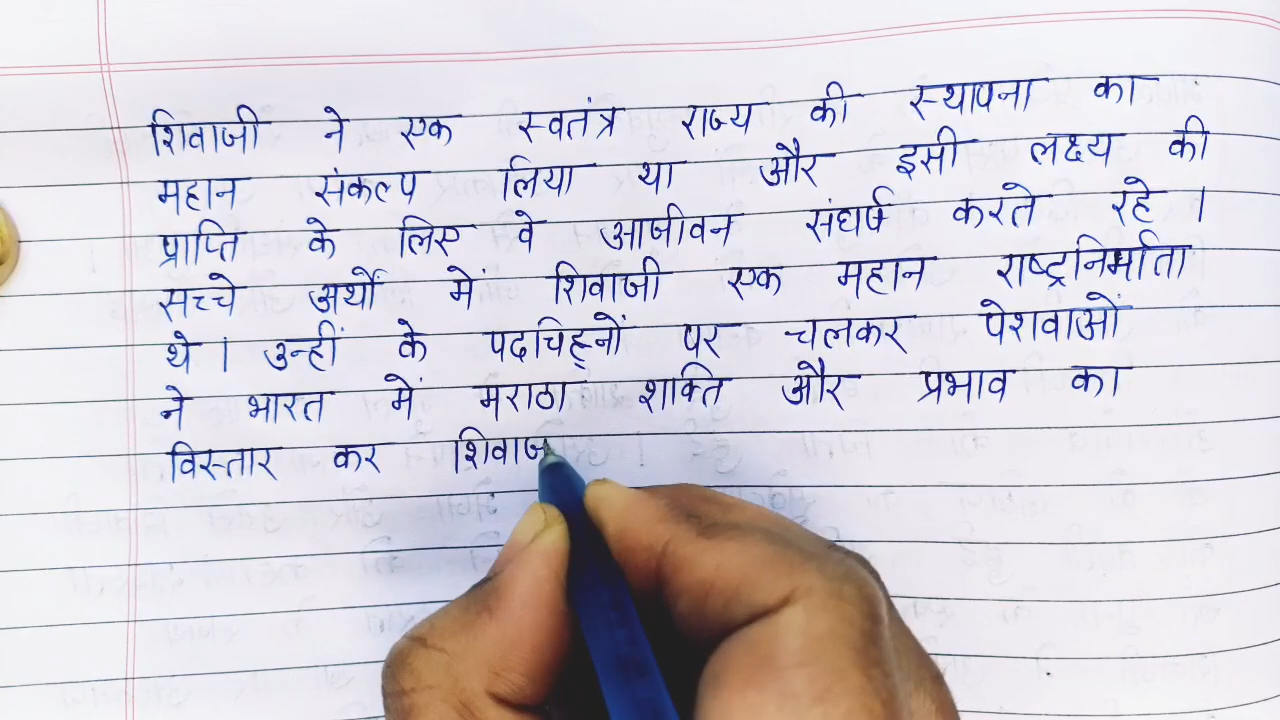 शिवाजी ने एक स्वतंत्र राज्य की स्थापना का
महान संकल्प लिया था और इसी लक्ष्य की
प्राप्ति के लिए वे आजीवन संघर्ष करते रहे ।
सच्चे अर्थों में शिवाजी एक महान राष्ट्रनिर्माता
थे । उन्हीं के पदचिह्नों पर चलकर पेशवाओं
ने भारत में मराठा शक्ति और प्रभाव का
विस्तार कर शिवाज